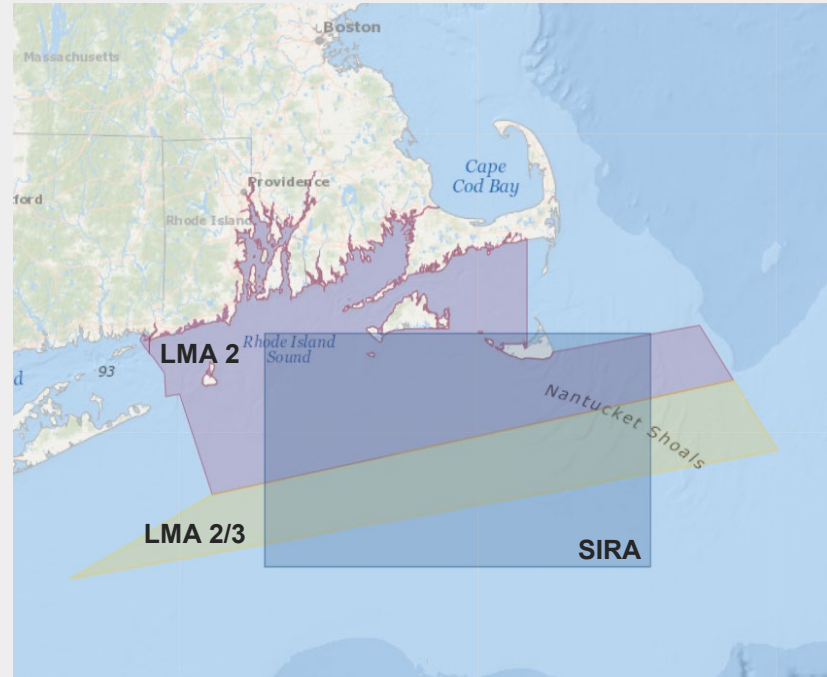 Boston
Massachusetts
Cape
Cod Bay
Providence
ford
Rhode Island
LMA 2
Rhode Island
Sound
93
d
Nantucket Shoals
LMA 2/3
SIRA